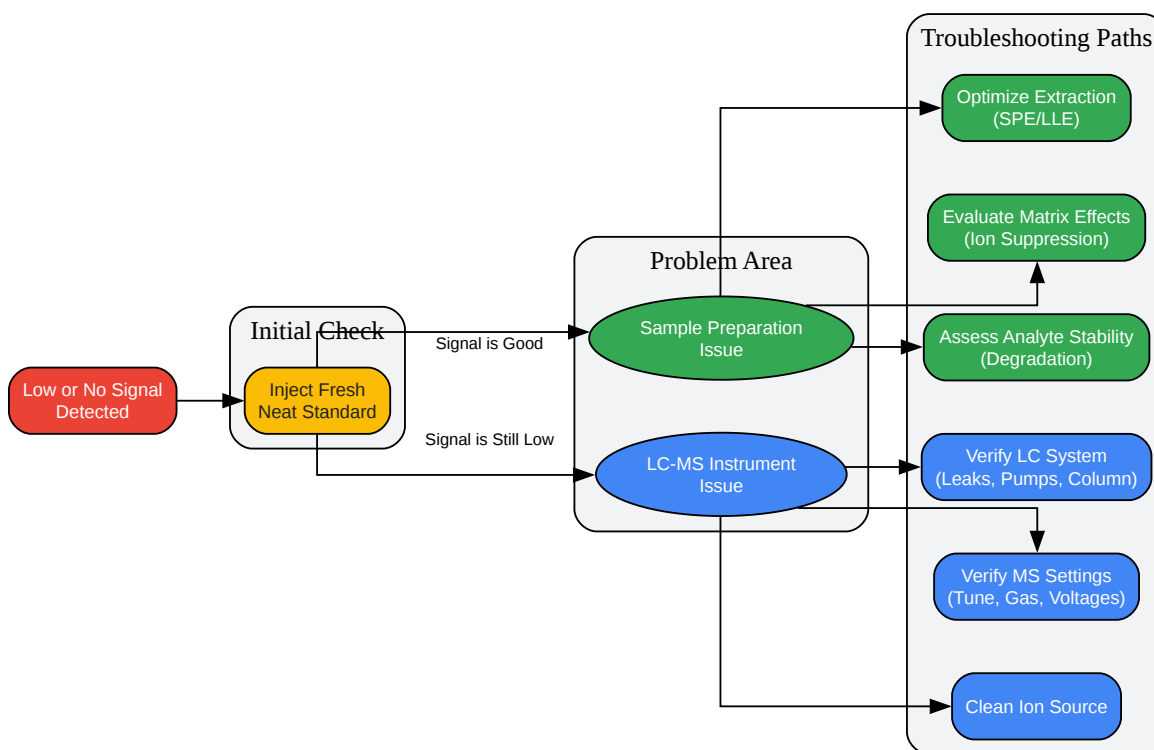 Troubleshooting Paths
Optimize Extraction
(SPE/LLE)
Evaluate Matrix Effects
(Ion Suppression)
Problem Area
Initial Check
Sample Preparation
Issue
Signal is Good
Assess Analyte Stability
(Degradation)
Low or No Signal
Detected
Inject Fresh
Neat Standard
Signal is Still Low
LC-MS Instrument
Issue
Verify LC System
(Leaks, Pumps, Column)
Verify MS Settings
(Tune, Gas, Voltages)
Clean Ion Source